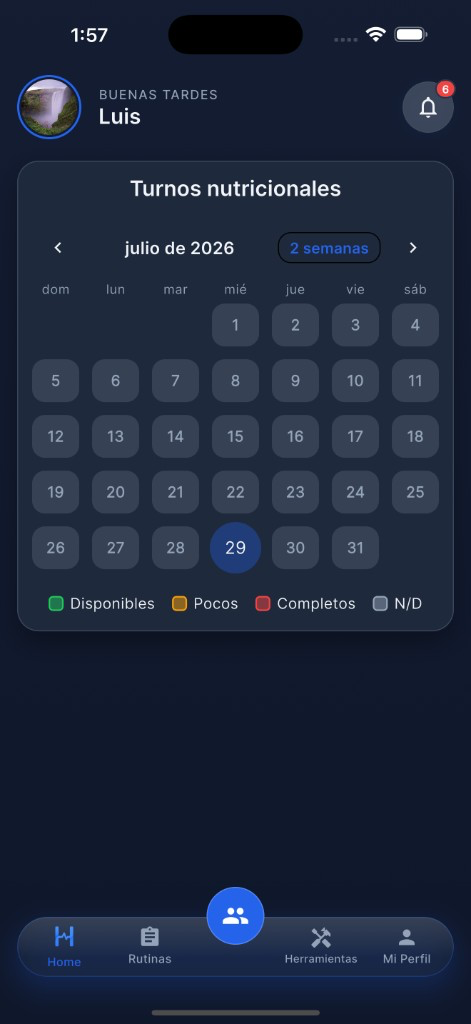 1:57
BUENAS TARDES
Luis
6
Turnos nutricionales
julio de 2026
2 semanas
dom lun mar mié jue vie sáb
1 2 3 4
5 6 7 8 9 10 11
12 13 14 15 16 17 18
19 20 21 22 23 24 25
26 27 28 29 30 31
Disponibles Pocos Completos N/D
Home Rutinas Herramientas Mi Perfil